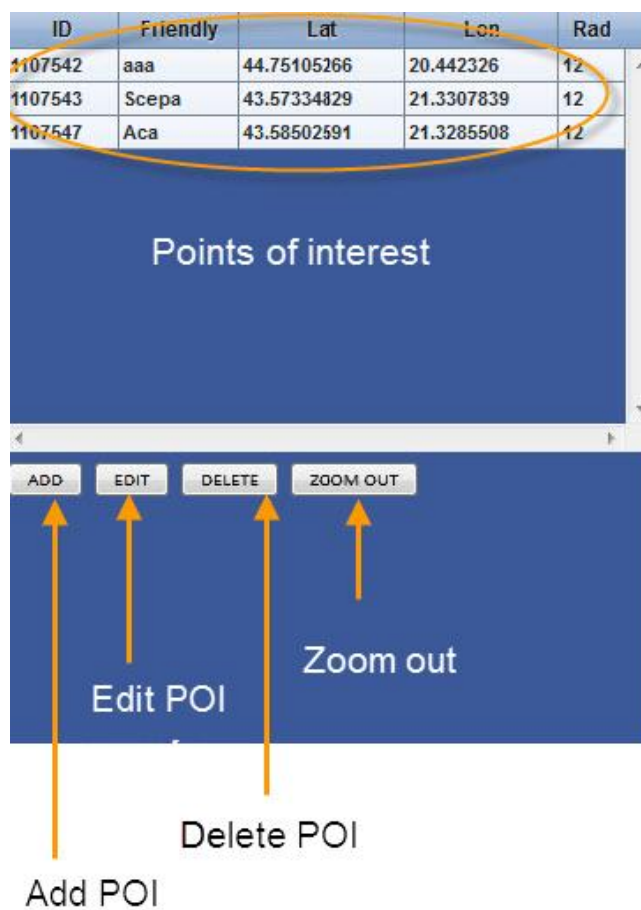 ID Friendly Lat Lon Rad
1107542 aaa 44.75105266 20.442326 12
1107543 Scepa 43.57334829 21.3307839 12
1107547 Aca 43.58502591 21.3285508 12
Points of interest
ADD EDIT DELETE ZOOM OUT
Zoom out
Edit POI
Delete POI
Add POI